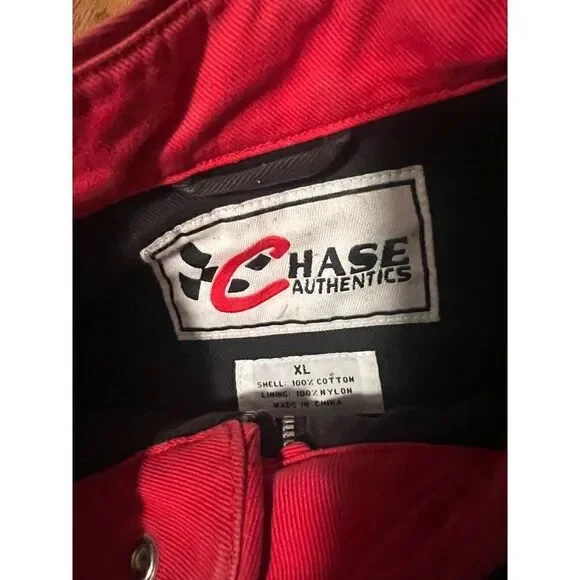 CHASE
AUTHENTICS
XL
SHELL: 100% COTTON
LINING: 100% NYLON
MADE IN CHINA